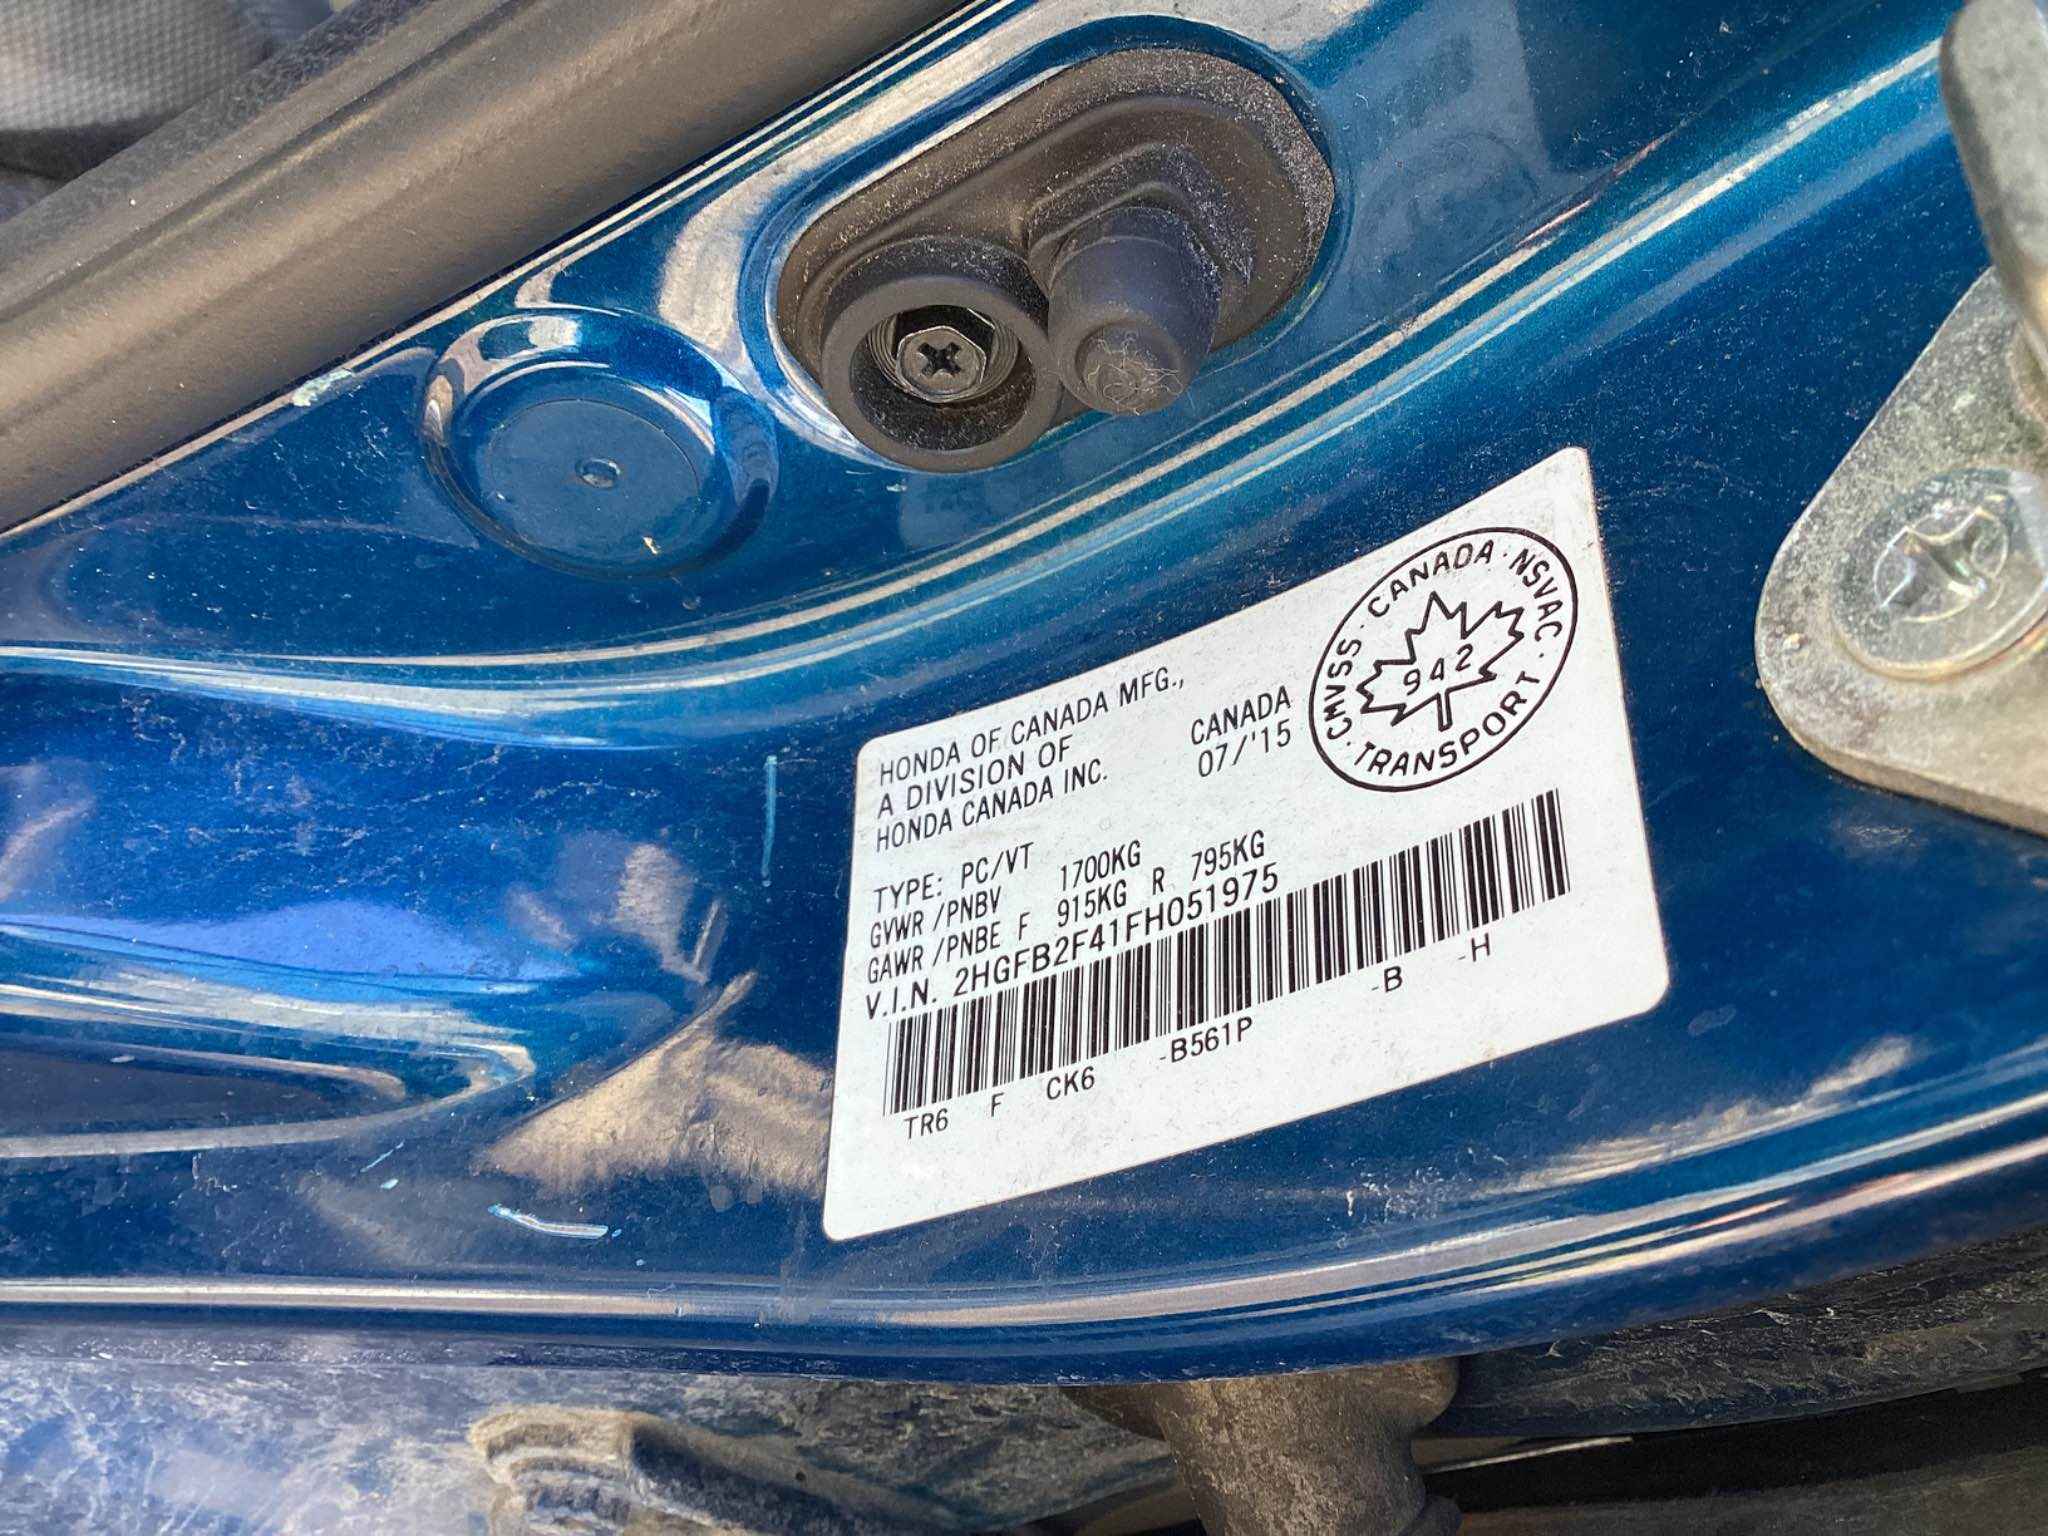 HONDA OF CANADA MFG.,
A DIVISION OF
HONDA CANADA INC.
CANADA
07/'15
CMVSS · CANADA · NSVAC · TRANSPORT ·
942
TYPE: PC/VT
GVWR /PNBV 1700KG
GAWR /PNBE F 915KG R 795KG
V.I.N. 2HGFB2F41FH051975
TR6 F CK6 -B561P -B -H